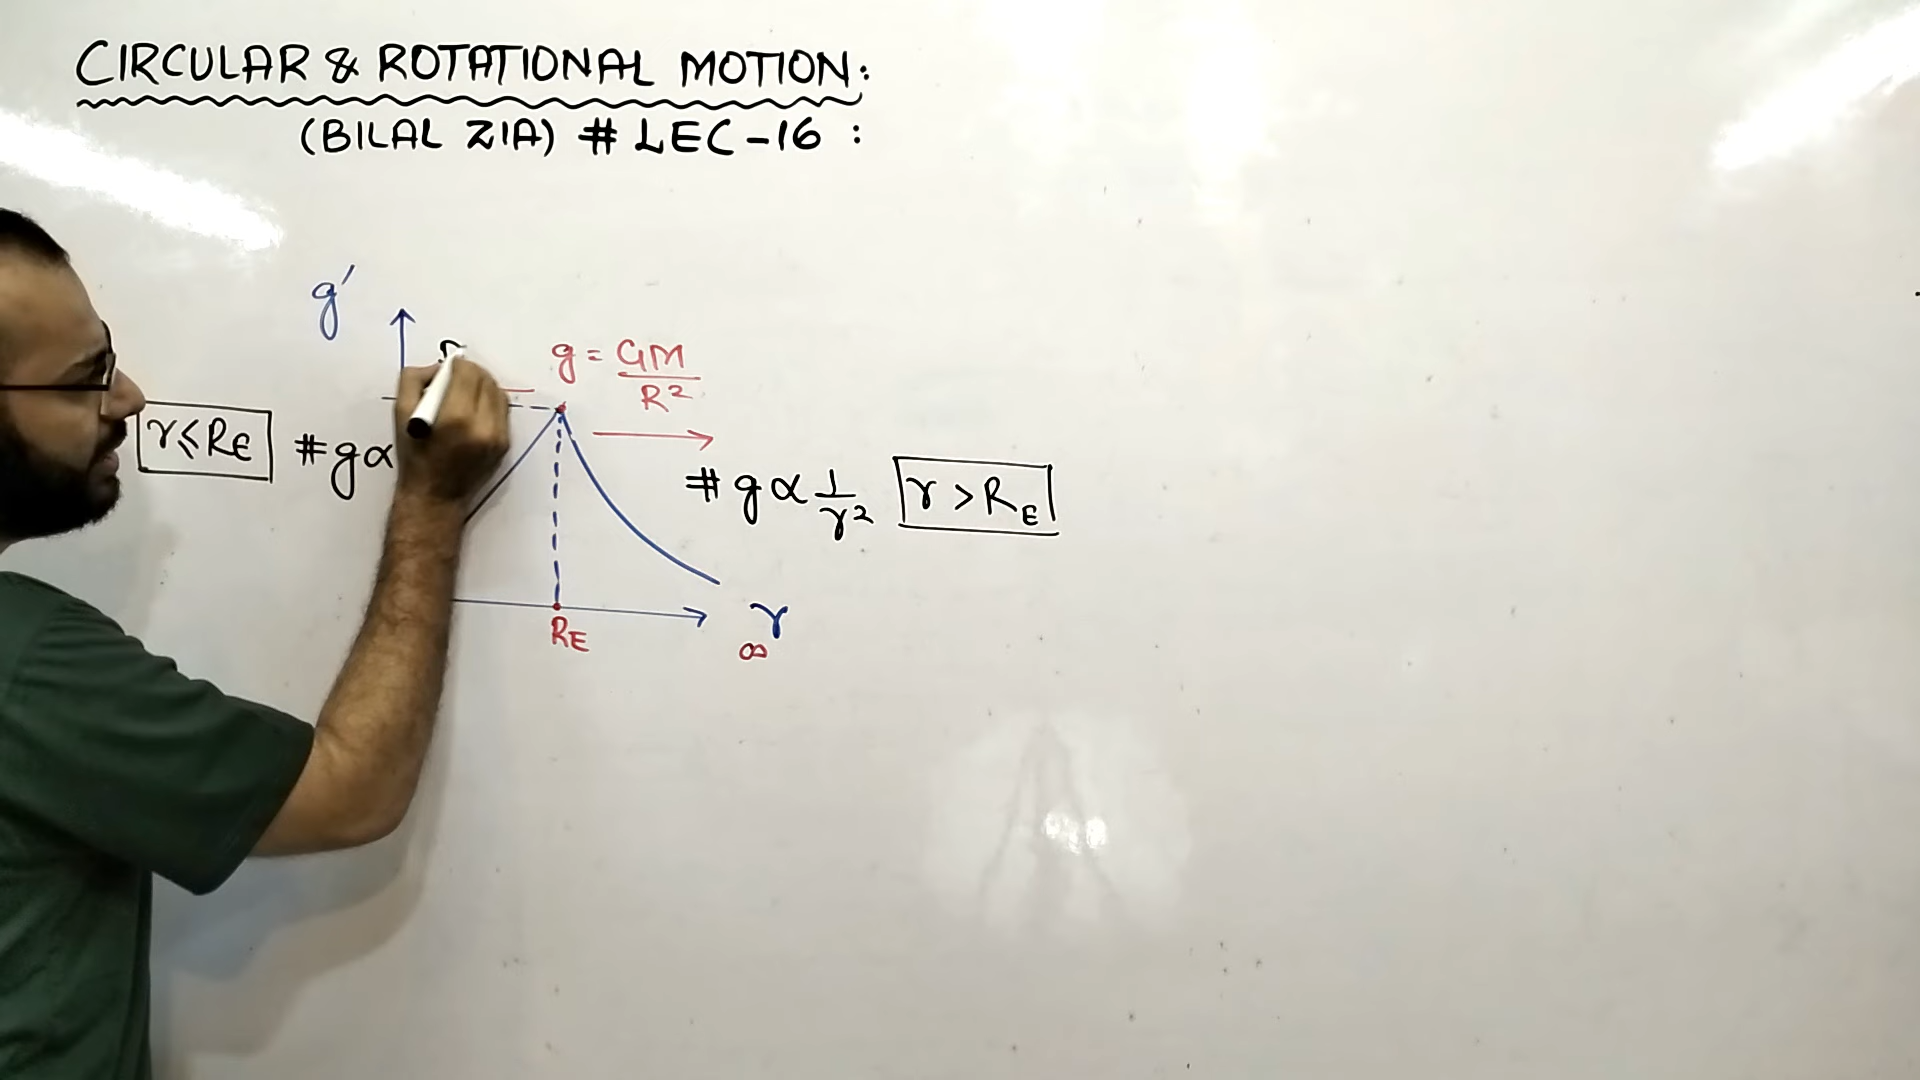 CIRCULAR & ROTATIONAL MOTION:
(BILAL ZIA) # LEC-16 :
g′
g = GM/R²
r ≤ RE # g ∝
# g ∝ 1/r² r > RE
RE
r
∞